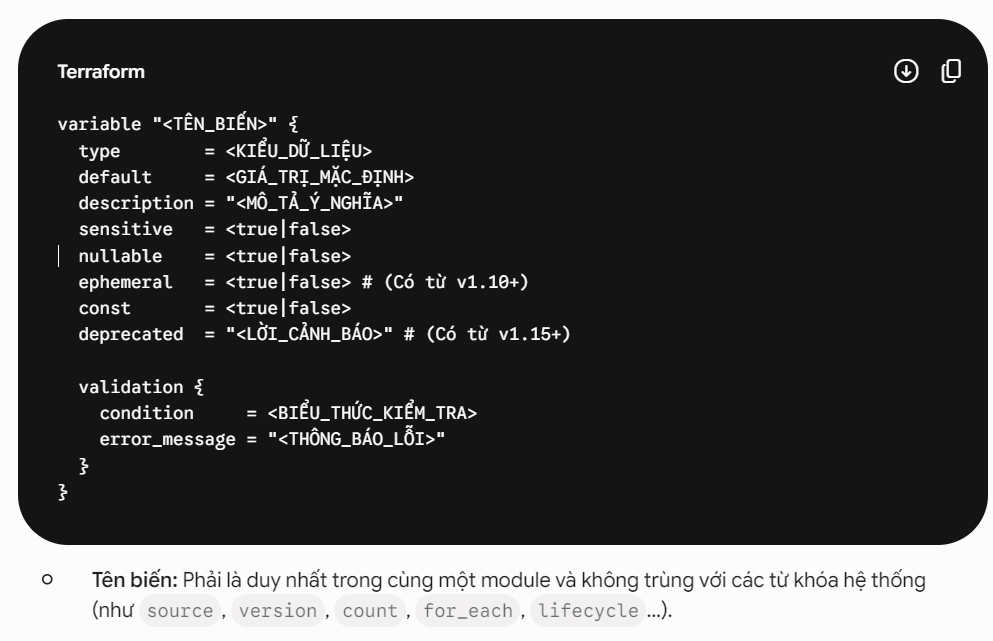 Terraform
variable "<TÊN_BIẾN>" {
  type        = <KIỂU_DỮ_LIỆU>
  default     = <GIÁ_TRỊ_MẶC_ĐỊNH>
  description = "<MÔ_TẢ_Ý_NGHĨA>"
  sensitive   = <true|false>
  nullable    = <true|false>
  ephemeral   = <true|false> # (Có từ v1.10+)
  const       = <true|false>
  deprecated  = "<LỜI_CẢNH_BÁO>" # (Có từ v1.15+)
  validation {
    condition     = <BIỂU_THỨC_KIỂM_TRA>
    error_message = "<THÔNG_BÁO_LỖI>"
  }
}
Tên biến: Phải là duy nhất trong cùng một module và không trùng với các từ khóa hệ thống
(như source, version, count, for_each, lifecycle...).